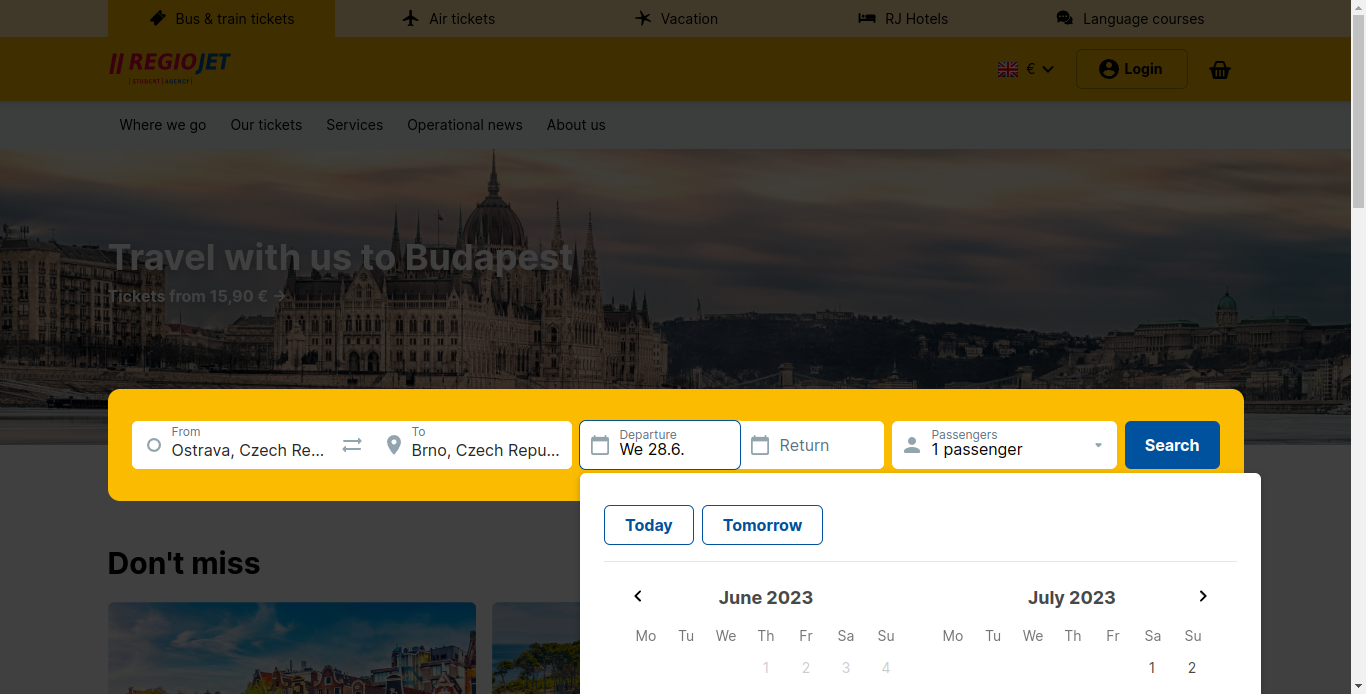 Bus & train tickets
Air tickets
Vacation
RJ Hotels
Language courses
REGIOJET
STUDENT AGENCY
€
Login
Where we go
Our tickets
Services
Operational news
About us
Travel with us to Budapest
Tickets from 15,90 € →
From
Ostrava, Czech Re...
To
Brno, Czech Repu...
Departure
We 28.6.
Return
Passengers
1 passenger
Search
Today
Tomorrow
Don't miss
June 2023
July 2023
Mo Tu We Th Fr Sa Su
Mo Tu We Th Fr Sa Su
1 2 3 4
1 2